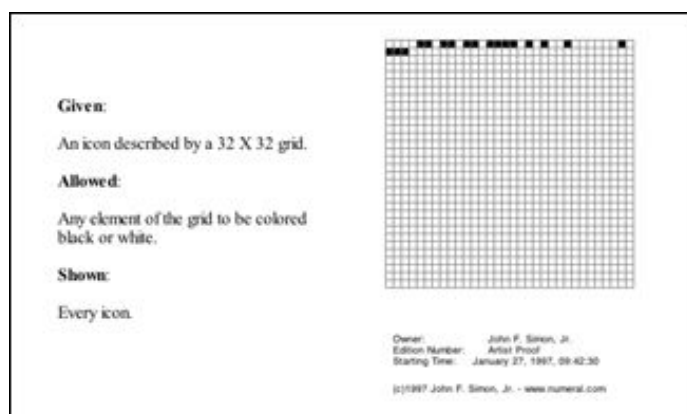 Given:
An icon described by a 32 X 32 grid.
Allowed:
Any element of the grid to be colored
black or white.
Shown:
Every icon.
Owner: John F. Simon, Jr.
Edition Number: Artist Proof
Starting Time: January 27, 1997, 09:42:30
(c)1997 John F. Simon, Jr. - www.numeral.com